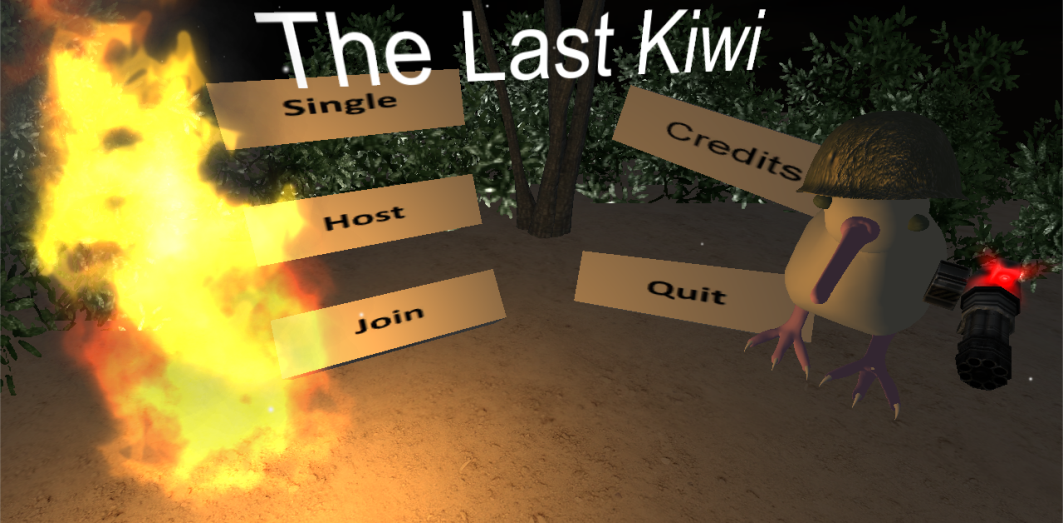 The Last Kiwi
Single
Host
Join
Credits
Quit